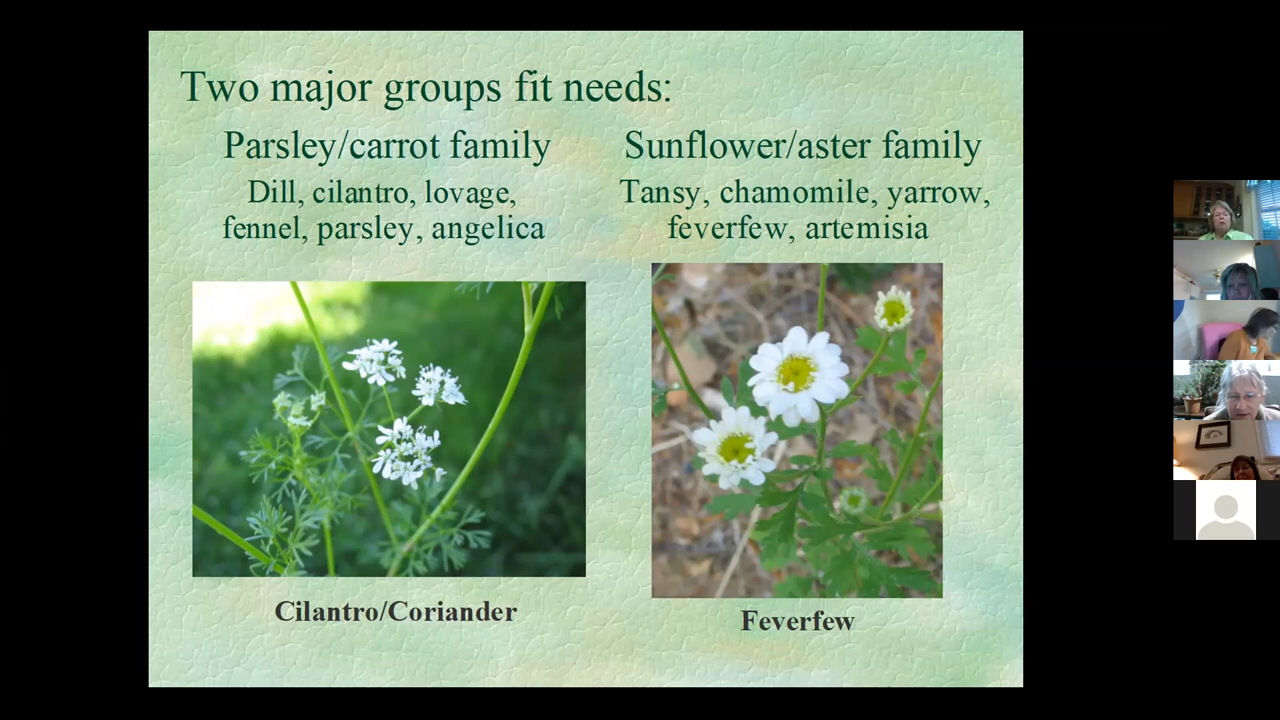 Two major groups fit needs:
Parsley/carrot family
Dill, cilantro, lovage,
fennel, parsley, angelica
Sunflower/aster family
Tansy, chamomile, yarrow,
feverfew, artemisia
Cilantro/Coriander
Feverfew